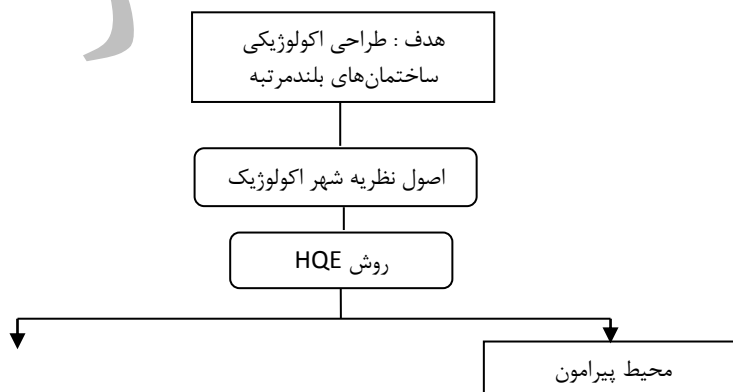 هدف : طراحی اکولوژیکی
ساختمان‌های بلندمرتبه
اصول نظریه شهر اکولوژیک
روش HQE
محیط پیرامون